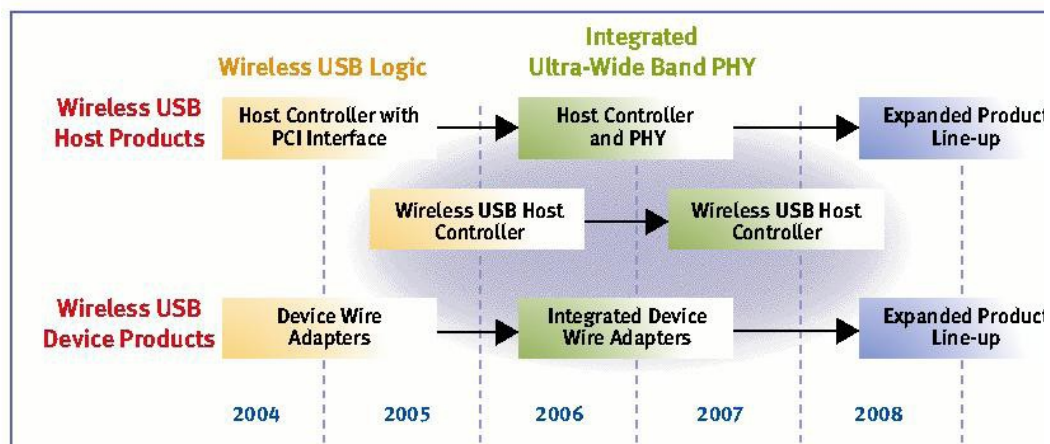 Wireless USB Logic
Integrated
Ultra-Wide Band PHY
Wireless USB
Host Products
Host Controller with
PCI Interface
Host Controller
and PHY
Expanded Product
Line-up
Wireless USB Host
Controller
Wireless USB Host
Controller
Wireless USB
Device Products
Device Wire
Adapters
Integrated Device
Wire Adapters
Expanded Product
Line-up
2004
2005
2006
2007
2008